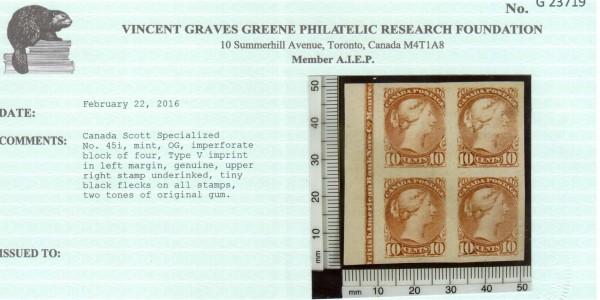 No. G 23719
VINCENT GRAVES GREENE PHILATELIC RESEARCH FOUNDATION
10 Summerhill Avenue, Toronto, Canada M4T1A8
Member A.I.E.P.
DATE: February 22, 2016
COMMENTS: Canada Scott Specialized
No. 45i, mint, OG, imperforate
block of four, Type V imprint
in left margin, genuine, upper
right stamp underinked, tiny
black flecks on all stamps,
two tones of original gum.
ISSUED TO:
50
40
30
20
10
mm
mm 10 20 30 40 50
CANADA POSTAGE
10 CENTS 10
CANADA POSTAGE
10 CENTS 10
CANADA POSTAGE
10 CENTS 10
CANADA POSTAGE
10 CENTS 10